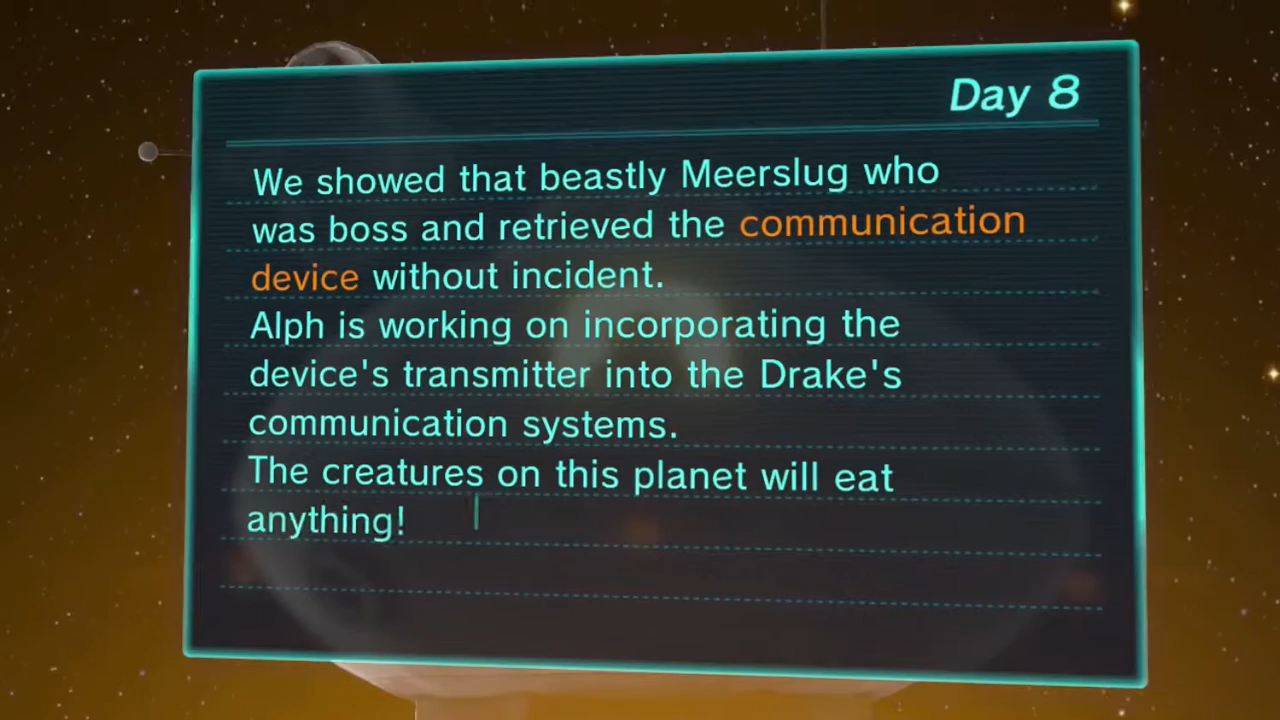 Day 8
We showed that beastly Meerslug who
was boss and retrieved the communication
device without incident.
Alph is working on incorporating the
device's transmitter into the Drake's
communication systems.
The creatures on this planet will eat
anything!